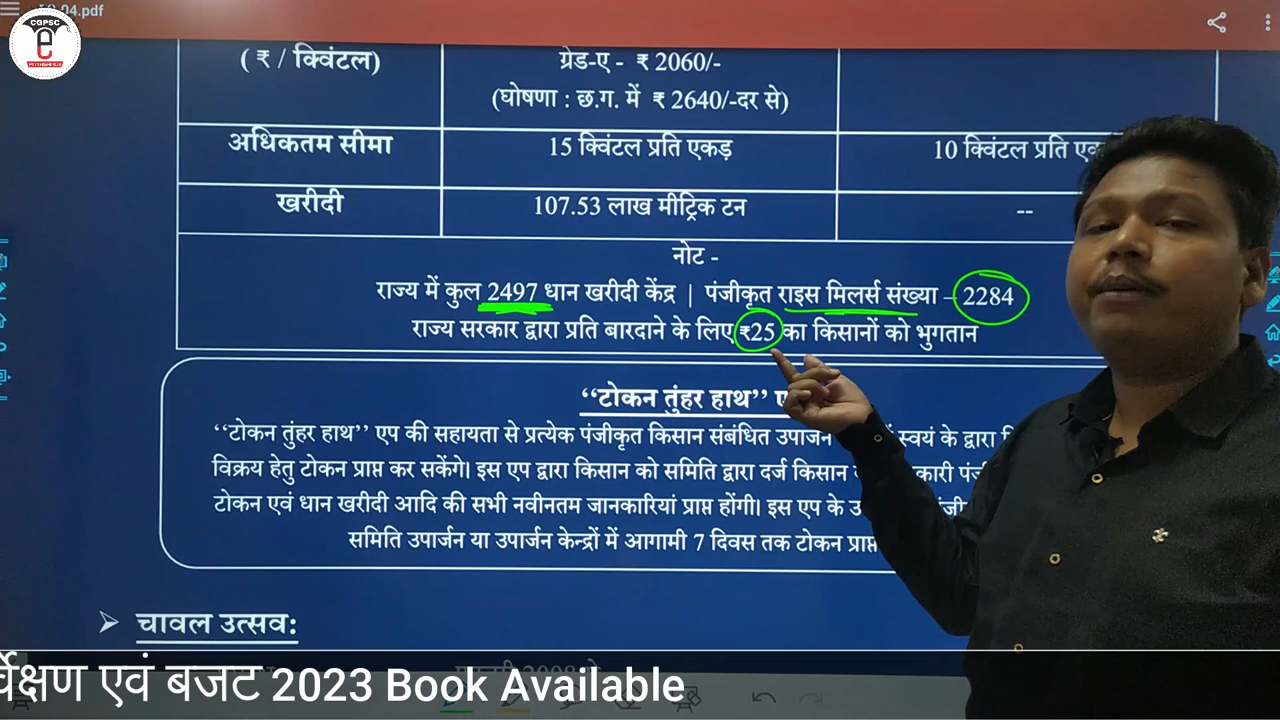 04.pdf
CGPSC
e
( ₹ / क्विंटल)
ग्रेड-ए - ₹ 2060/-
(घोषणा : छ.ग. में ₹ 2640/-दर से)
अधिकतम सीमा
15 क्विंटल प्रति एकड़
10 क्विंटल प्रति
खरीदी
107.53 लाख मीट्रिक टन
--
नोट -
राज्य में कुल 2497 धान खरीदी केंद्र | पंजीकृत राइस मिलर्स संख्या – 2284
राज्य सरकार द्वारा प्रति बारदाने के लिए ₹25 का किसानों को भुगतान
‘‘टोकन तुंहर हाथ’’
‘‘टोकन तुंहर हाथ’’ एप की सहायता से प्रत्येक पंजीकृत किसान संबंधित उपार्जन स्वयं के द्वारा
विक्रय हेतु टोकन प्राप्त कर सकेंगे। इस एप द्वारा किसान को समिति द्वारा दर्ज किसान
टोकन एवं धान खरीदी आदि की सभी नवीनतम जानकारियां प्राप्त होंगी। इस एप के
समिति उपार्जन या उपार्जन केन्द्रों में आगामी 7 दिवस तक टोकन
➢ चावल उत्सव:
एवं बजट 2023 Book Available